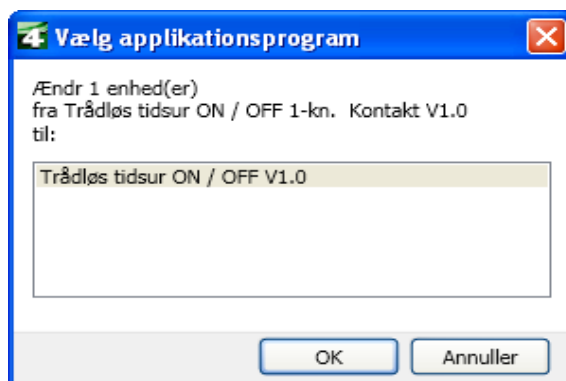 4 Vælg applikationsprogram
Ændr 1 enhed(er)
fra Trådløs tidsur ON / OFF 1-kn.  Kontakt V1.0
til:
Trådløs tidsur ON / OFF V1.0
OK
Annuller